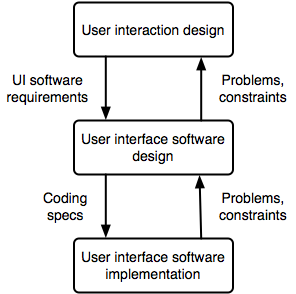 User interaction design
UI software
requirements
Problems,
constraints
User interface software
design
Coding
specs
Problems,
constraints
User interface software
implementation